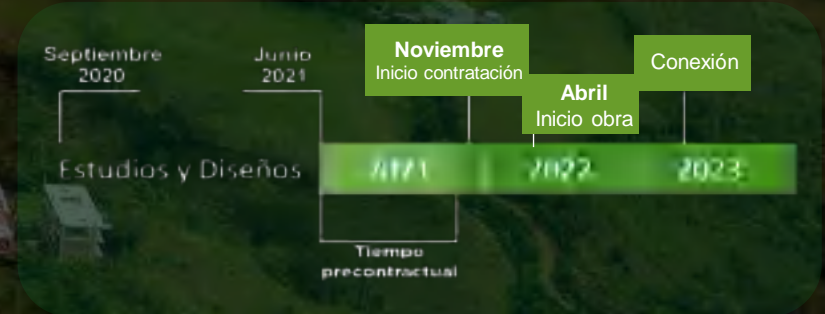 Septiembre
2020
Junio
2021
Noviembre
Inicio contratación
Abril
Inicio obra
Conexión
Estudios y Diseños
2022
2023
Tiempo
precontractual